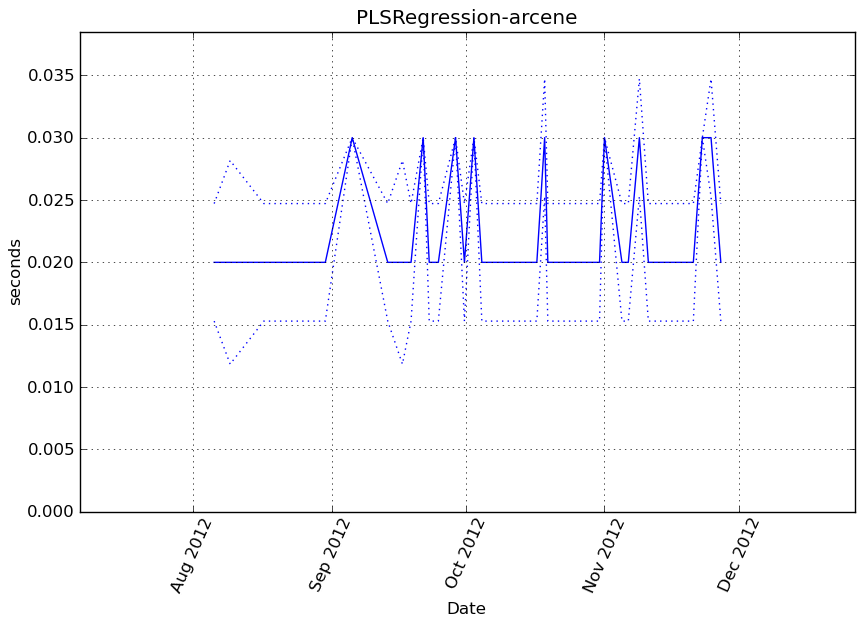 PLSRegression-arcene
0.035
0.030
0.025
0.020
0.015
0.010
0.005
0.000
seconds
Aug 2012
Sep 2012
Oct 2012
Nov 2012
Dec 2012
Date